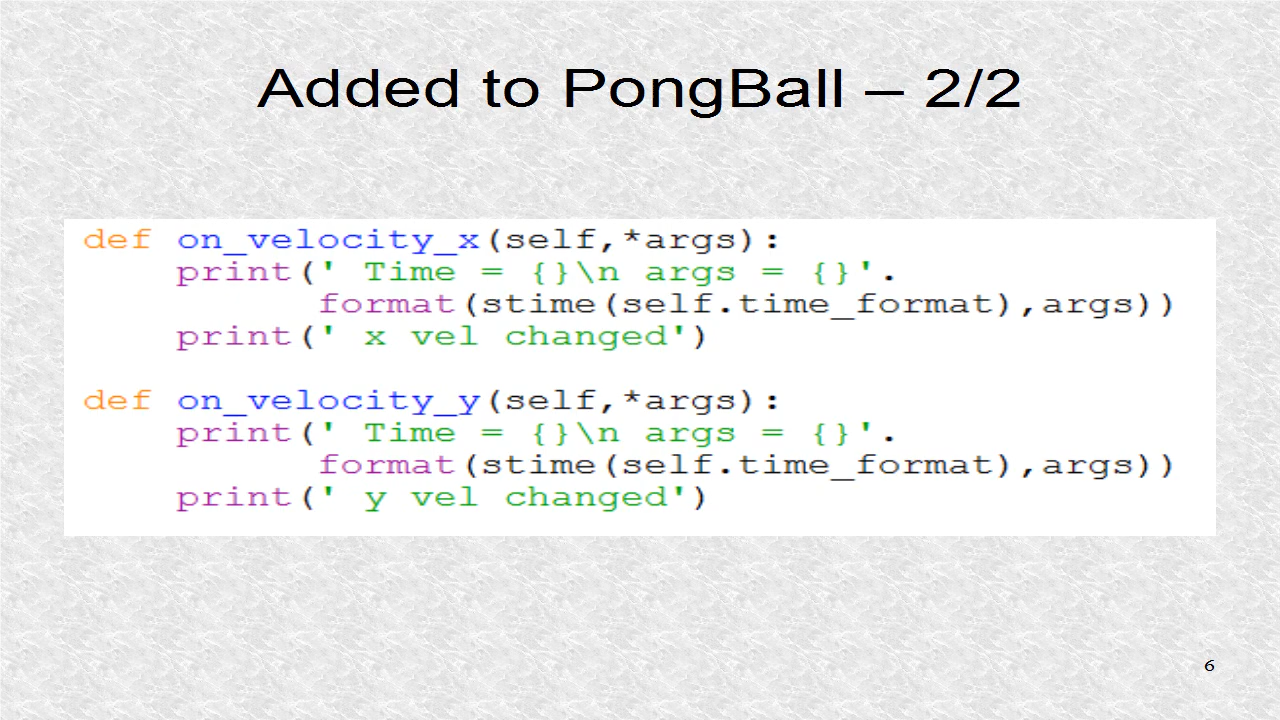 Added to PongBall – 2/2
def on_velocity_x(self,*args):
    print(' Time = {}\n args = {}'.
          format(stime(self.time_format),args))
    print(' x vel changed')
def on_velocity_y(self,*args):
    print(' Time = {}\n args = {}'.
          format(stime(self.time_format),args))
    print(' y vel changed')
6